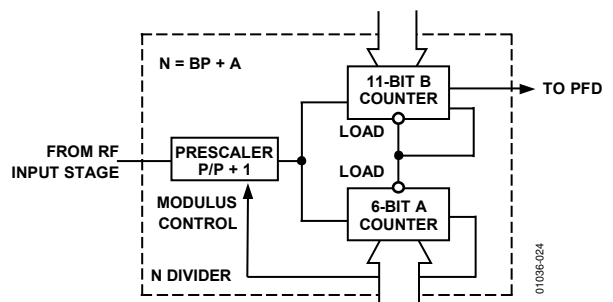 N = BP + A
11-BIT B
COUNTER
TO PFD
LOAD
FROM RF
INPUT STAGE
PRESCALER
P/P + 1
LOAD
MODULUS
CONTROL
6-BIT A
COUNTER
N DIVIDER
01036-024